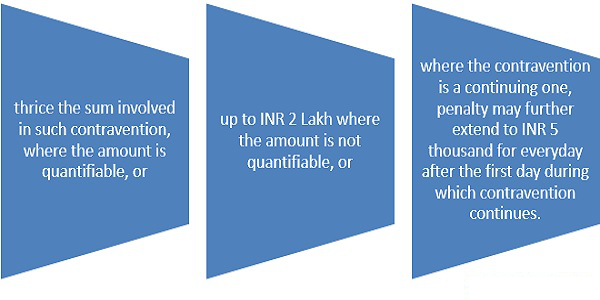 thrice the sum involved
in such contravention,
where the amount is
quantifiable, or
up to INR 2 Lakh where
the amount is not
quantifiable, or
where the contravention
is a continuing one,
penalty may further
extend to INR 5
thousand for everyday
after the first day during
which contravention
continues.